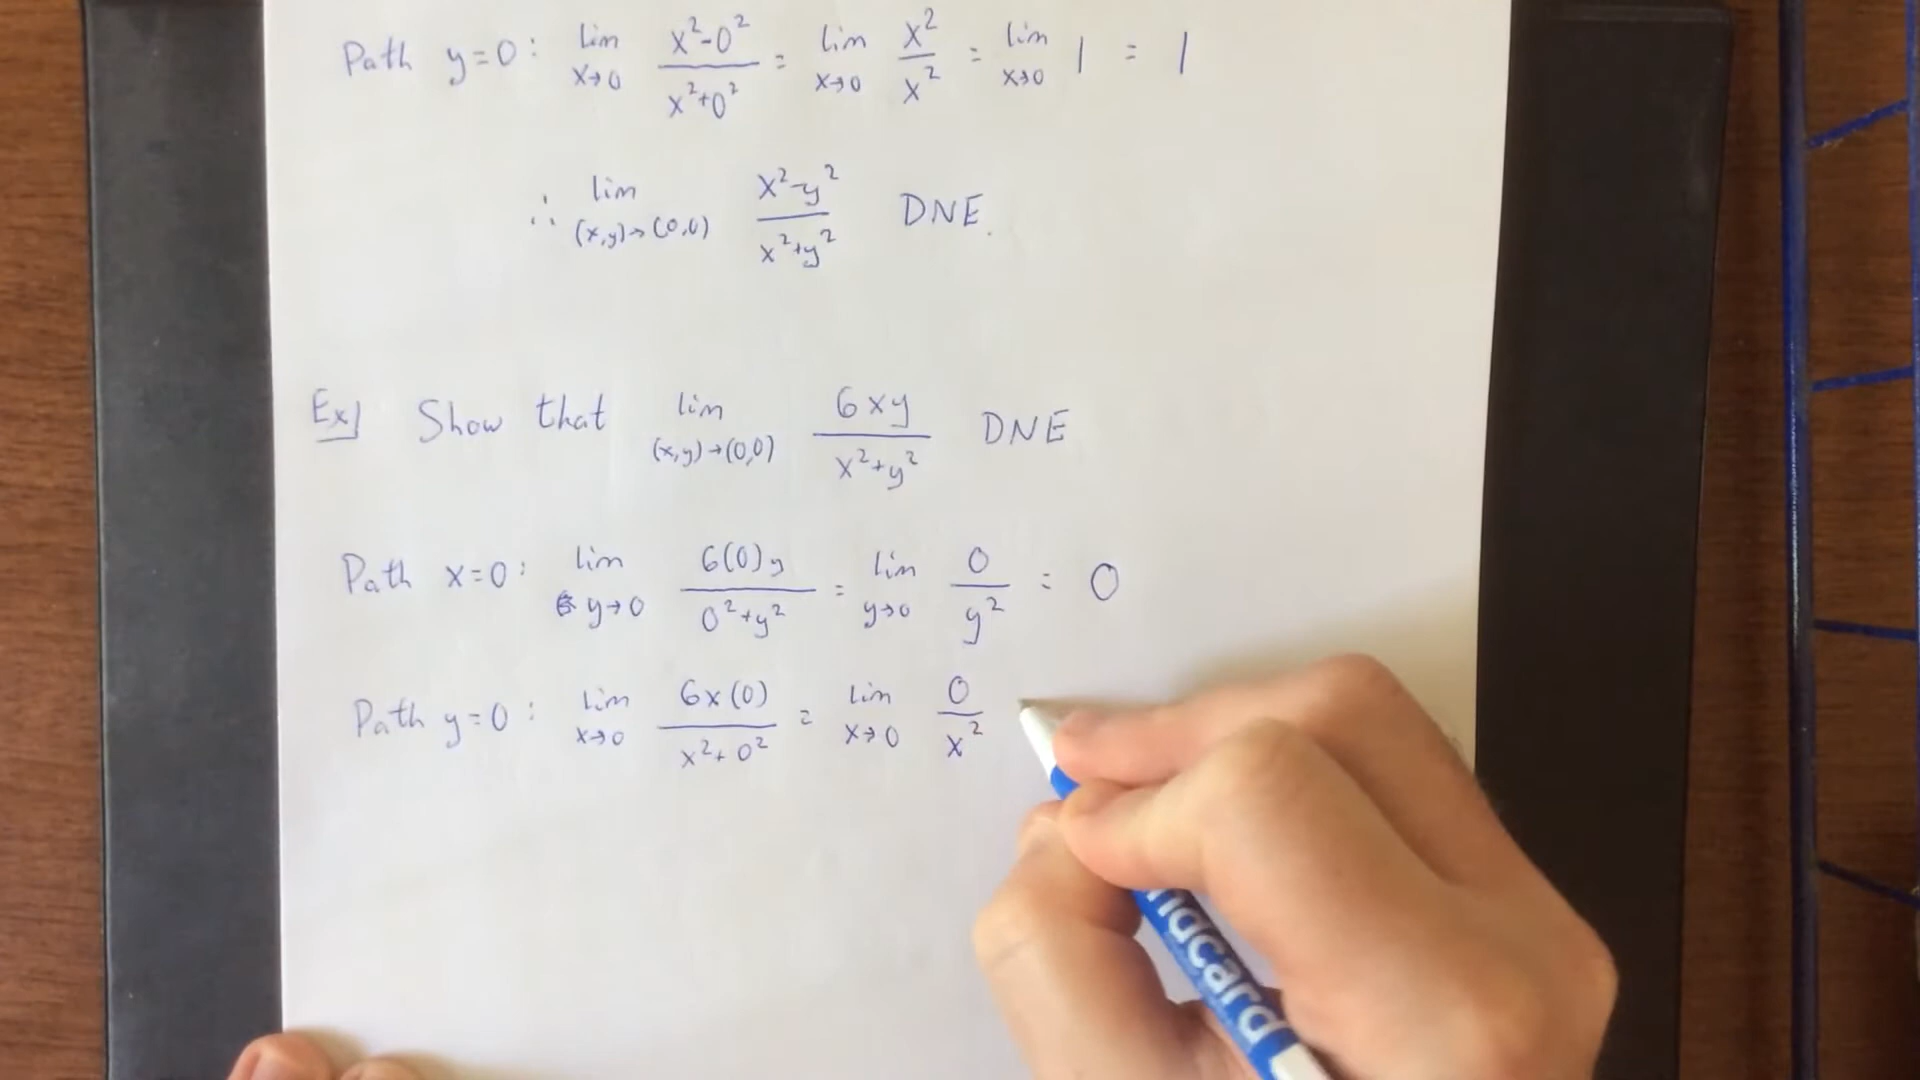 Path y=0: lim x→0 (x²-0²)/(x²+0²) = lim x→0 x²/x² = lim x→0 1 = 1
∴ lim (x,y)→(0,0) (x²-y²)/(x²+y²) DNE.
Ex] Show that lim (x,y)→(0,0) 6xy/(x²+y²) DNE
Path x=0: lim y→0 6(0)y/(0²+y²) = lim y→0 0/y² = 0
Path y=0: lim x→0 6x(0)/(x²+0²) = lim x→0 0/x²